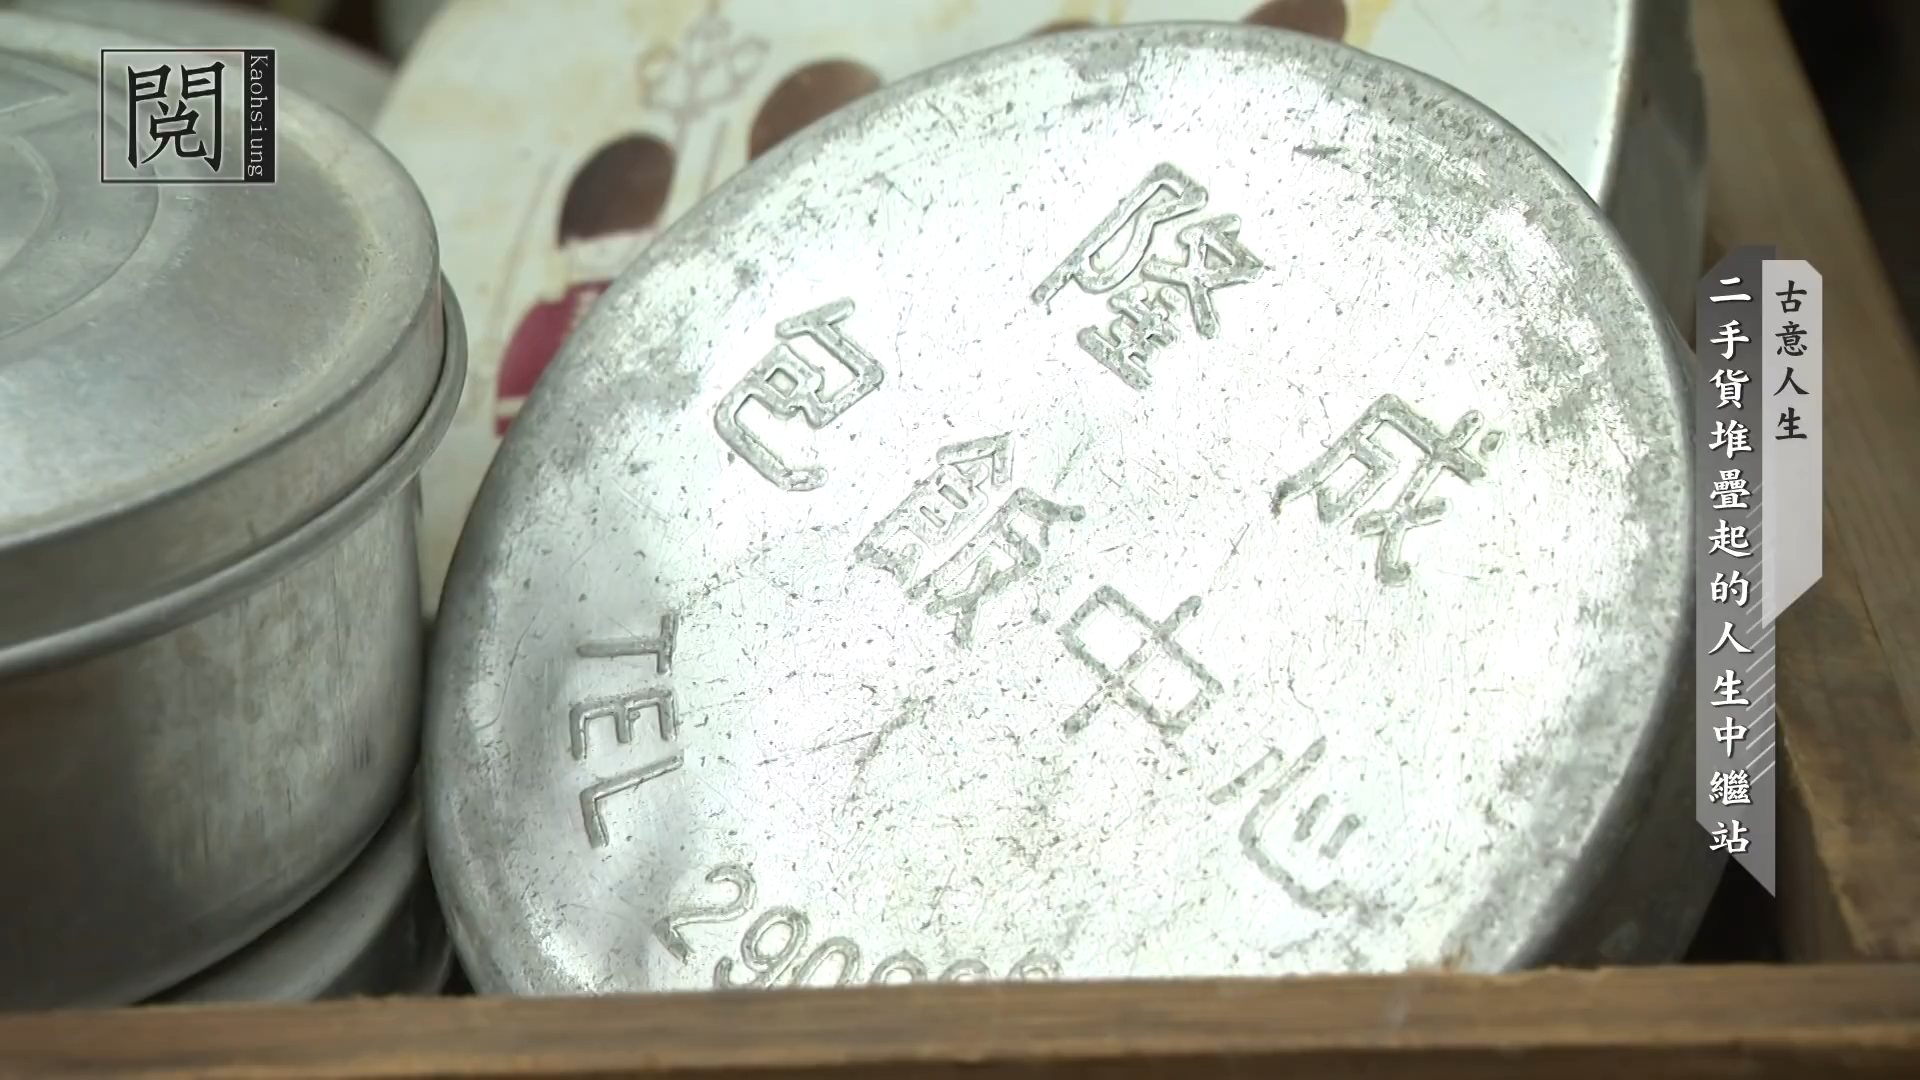 閱
Kaohsiung
古意人生
二手貨堆疊起的人生中繼站
成隆包
飯中心
TEL 290